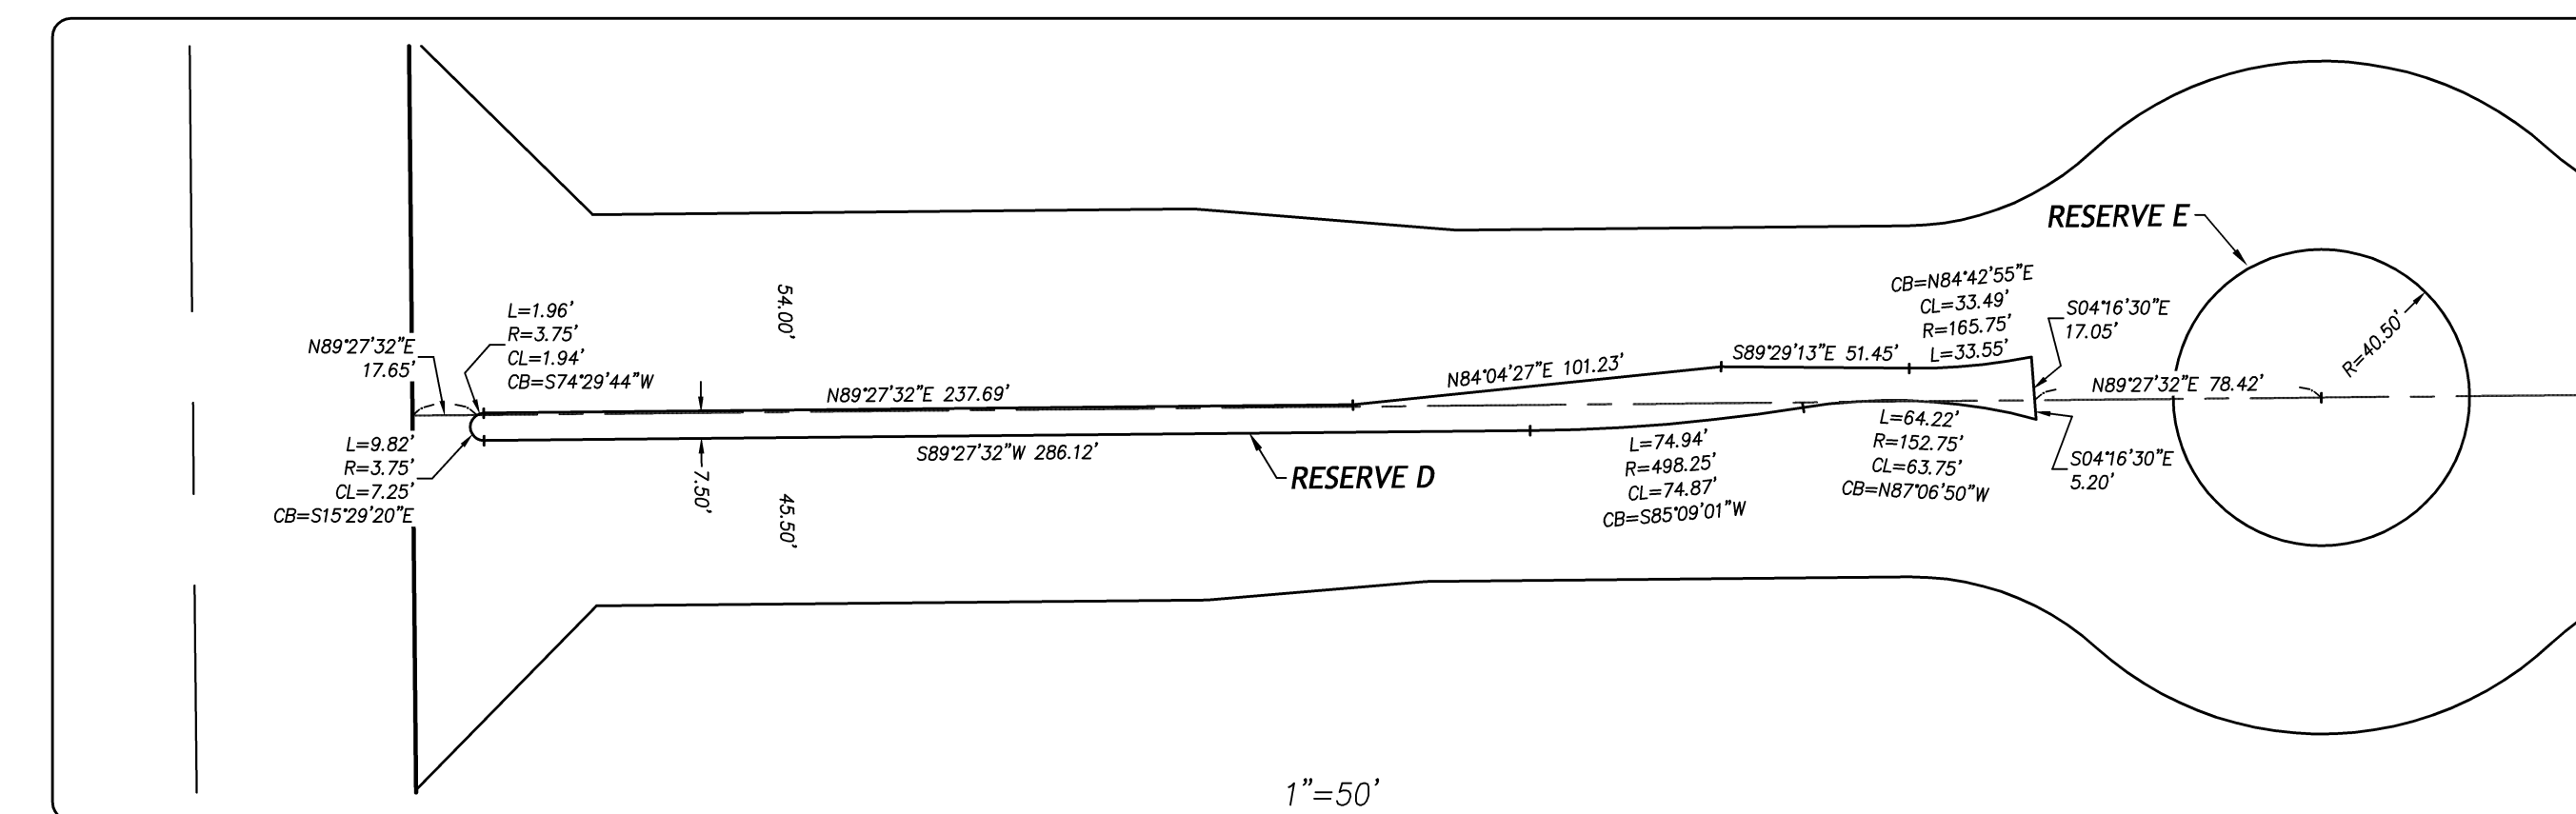 RESERVE E
CB=N84°42'55"E
CL=33.49'
R=165.75'
L=33.55'
S04°16'30"E
17.05'
R=40.50'
54.00'
L=1.96'
R=3.75'
CL=1.94'
CB=S74°29'44"W
N89°27'32"E
17.65'
N89°27'32"E 237.69'
N84°04'27"E 101.23'
S89°29'13"E 51.45'
N89°27'32"E 78.42'
L=9.82'
R=3.75'
CL=7.25'
CB=S15°29'20"E
7.50'
45.50'
S89°27'32"W 286.12'
RESERVE D
L=74.94'
R=498.25'
CL=74.87'
CB=S85°09'01"W
L=64.22'
R=152.75'
CL=63.75'
CB=N87°06'50"W
S04°16'30"E
5.20'
1"=50'